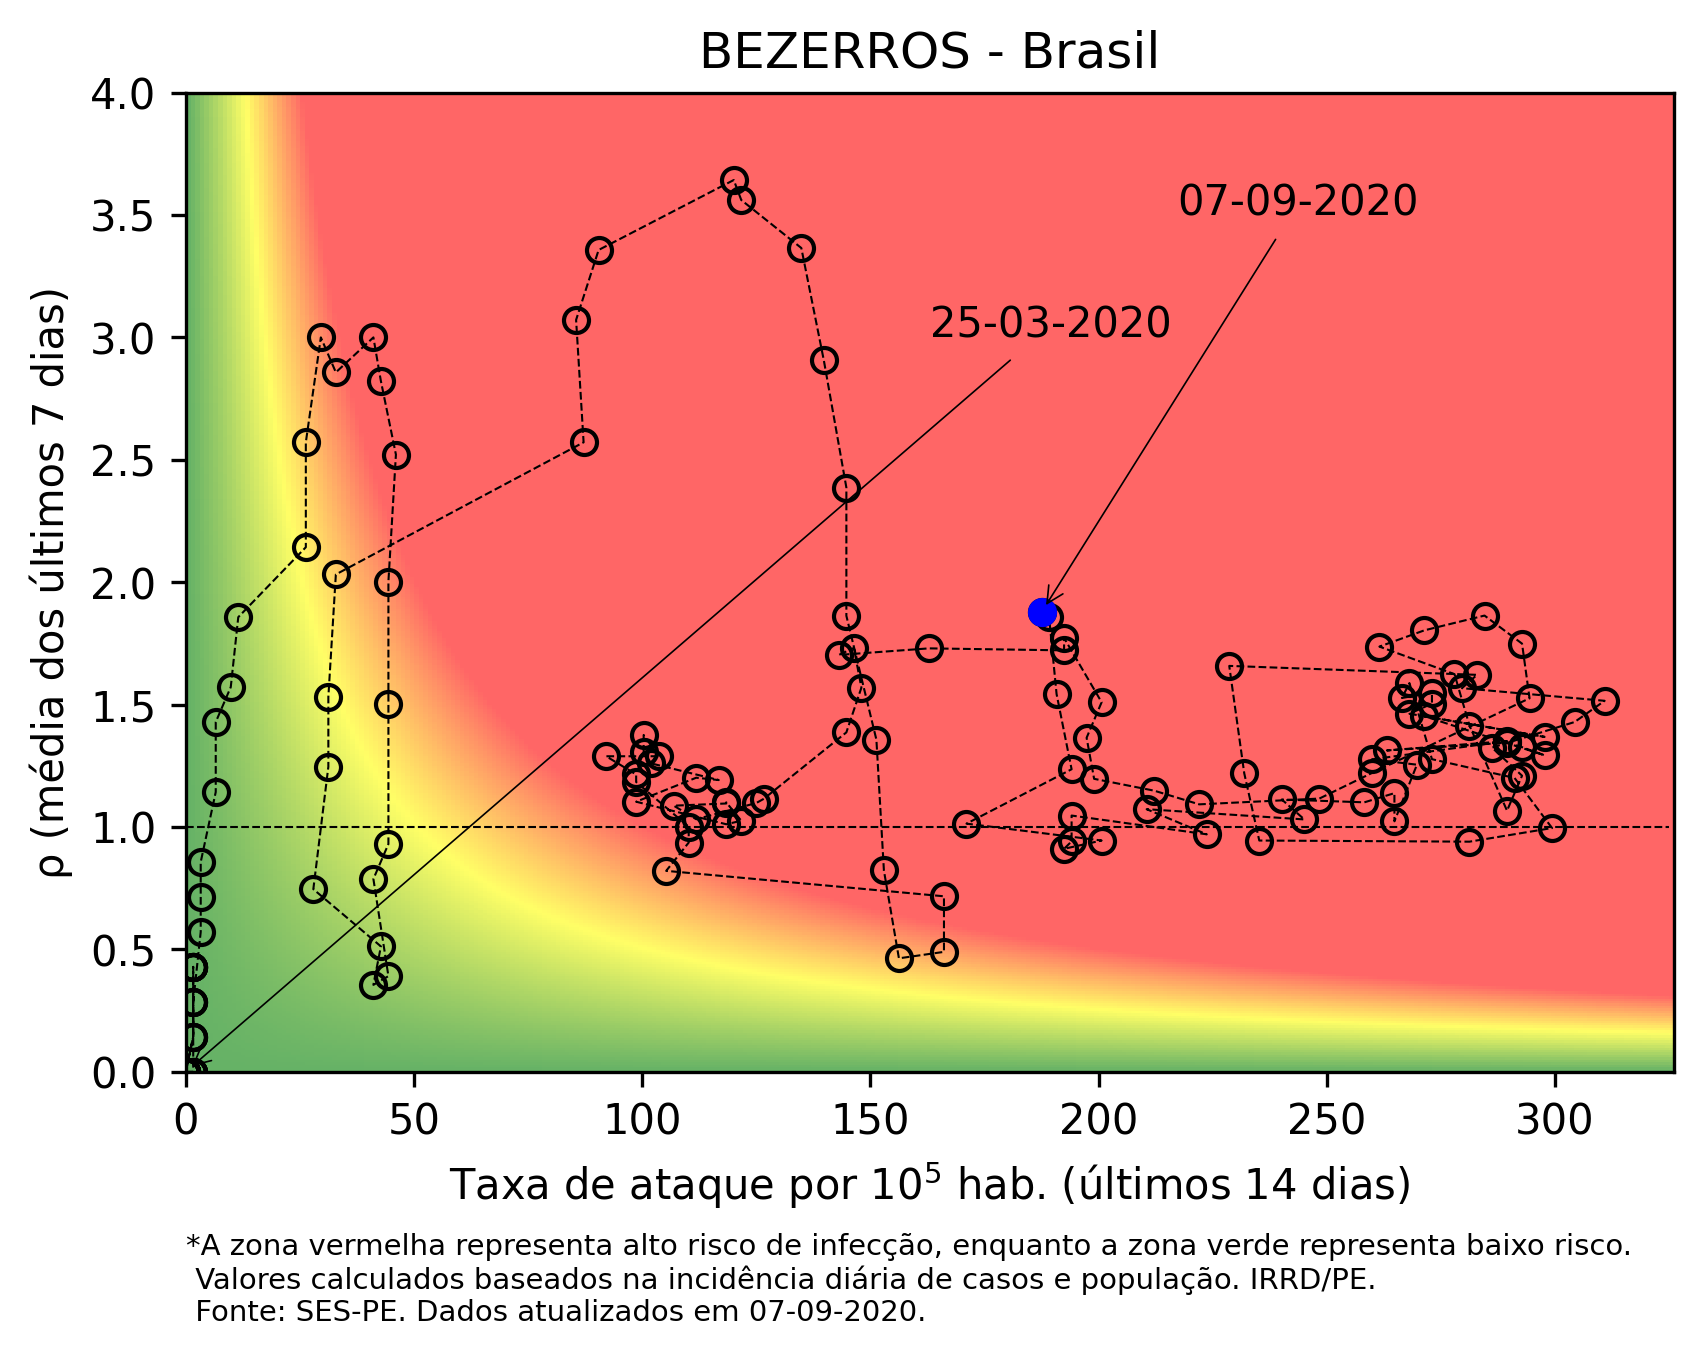 BEZERROS - Brasil
4.0
3.5
3.0
2.5
2.0
1.5
1.0
0.5
0.0
ρ (média dos últimos 7 dias)
07-09-2020
25-03-2020
0 50 100 150 200 250 300
Taxa de ataque por 10⁵ hab. (últimos 14 dias)
*A zona vermelha representa alto risco de infecção, enquanto a zona verde representa baixo risco.
Valores calculados baseados na incidência diária de casos e população. IRRD/PE.
Fonte: SES-PE. Dados atualizados em 07-09-2020.